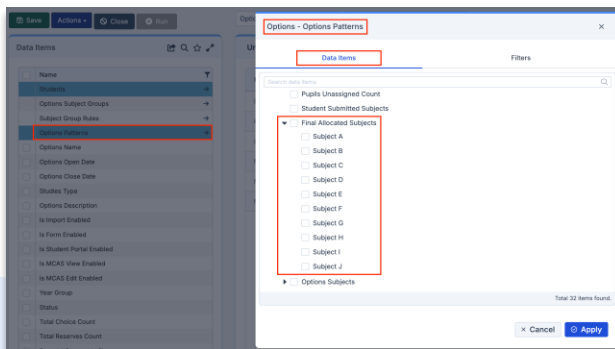 Save Actions Close Run
Data Items
Name
Students
Options Subject Groups
Subject Group Rules
Options Patterns
Options Name
Options Open Date
Options Close Date
Studies Type
Options Description
Is Import Enabled
Is Form Enabled
Is Student Portal Enabled
Is MCAS View Enabled
Is MCAS Edit Enabled
Year Group
Status
Total Choice Count
Total Reserves Count
Options - Options Patterns
Data Items Filters
Search data items
Pupils Unassigned Count
Student Submitted Subjects
Final Allocated Subjects
Subject A
Subject B
Subject C
Subject D
Subject E
Subject F
Subject G
Subject H
Subject I
Subject J
Options Subjects
Total 32 items found.
Cancel Apply